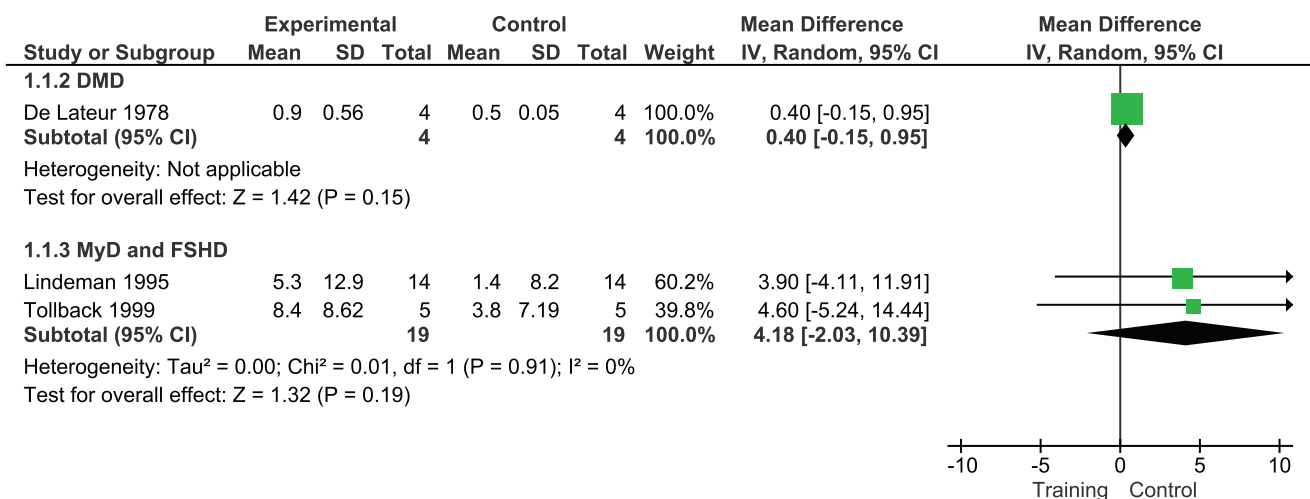 Experimental Control Mean Difference Mean Difference
Study or Subgroup Mean SD Total Mean SD Total Weight IV, Random, 95% CI IV, Random, 95% CI
1.1.2 DMD
De Lateur 1978 0.9 0.56 4 0.5 0.05 4 100.0% 0.40 [-0.15, 0.95]
Subtotal (95% CI) 4 4 100.0% 0.40 [-0.15, 0.95]
Heterogeneity: Not applicable
Test for overall effect: Z = 1.42 (P = 0.15)
1.1.3 MyD and FSHD
Lindeman 1995 5.3 12.9 14 1.4 8.2 14 60.2% 3.90 [-4.11, 11.91]
Tollback 1999 8.4 8.62 5 3.8 7.19 5 39.8% 4.60 [-5.24, 14.44]
Subtotal (95% CI) 19 19 100.0% 4.18 [-2.03, 10.39]
Heterogeneity: Tau² = 0.00; Chi² = 0.01, df = 1 (P = 0.91); I² = 0%
Test for overall effect: Z = 1.32 (P = 0.19)
-10 -5 0 5 10
Training Control